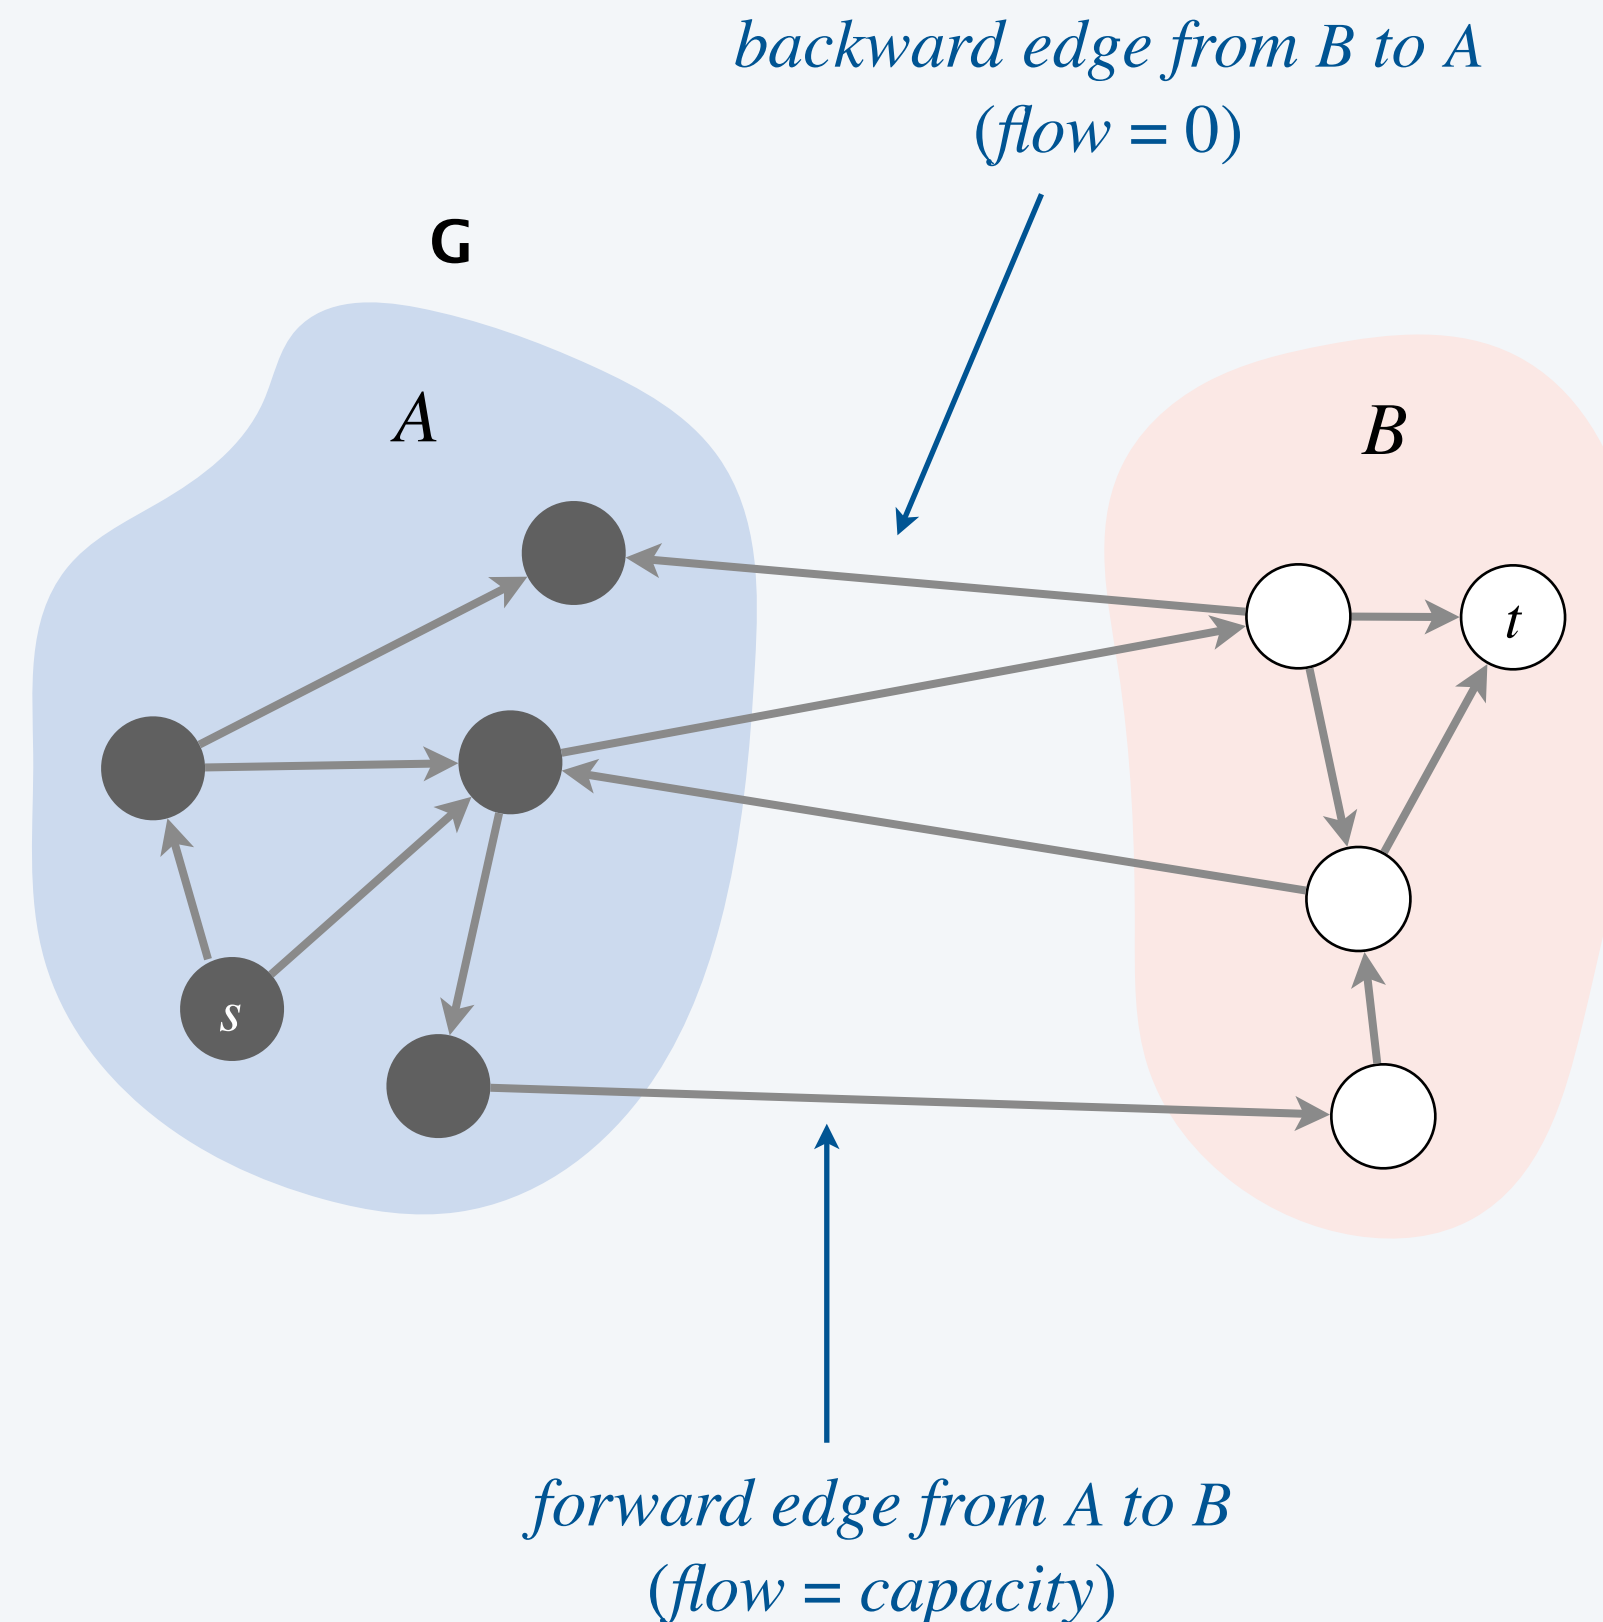 backward edge from B to A
(flow = 0)
G
A
B
t
s
forward edge from A to B
(flow = capacity)